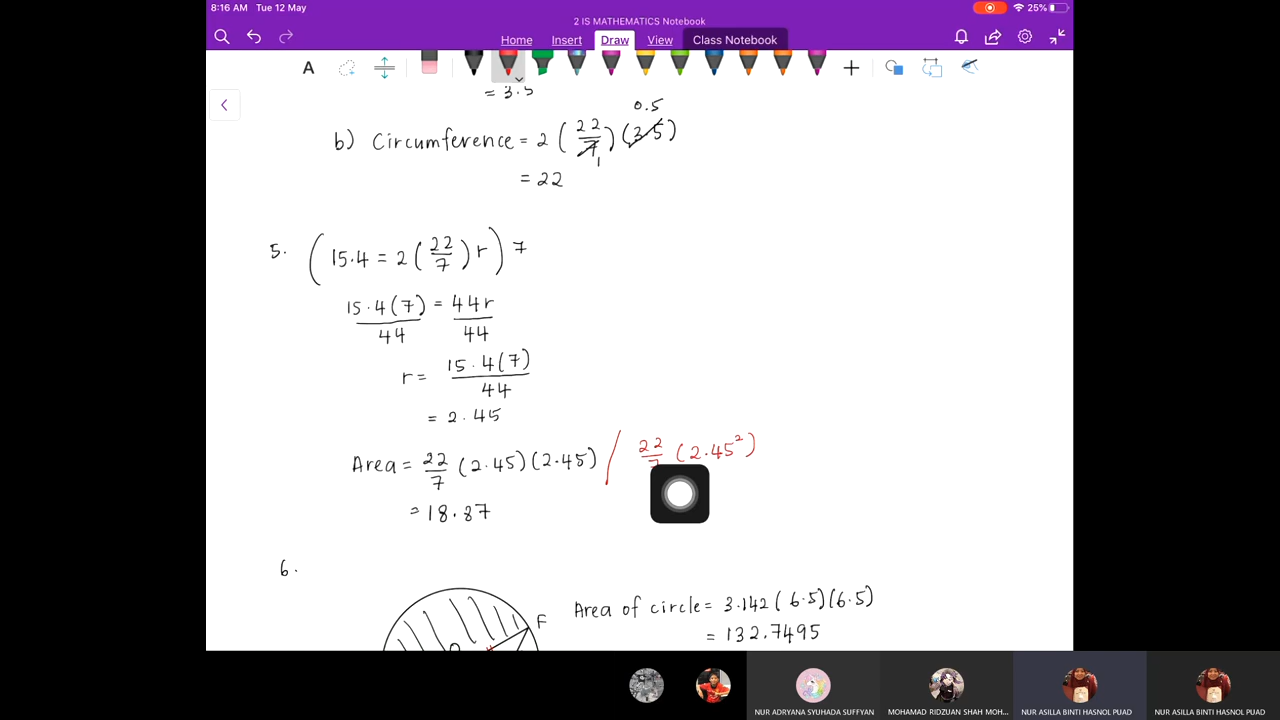 8:16 AM Tue 12 May
25%
2 IS MATHEMATICS Notebook
Home Insert Draw View Class Notebook
A
= 3.5
0.5
b) Circumference = 2 (22/7) (3.5)
1
= 22
5. (15.4 = 2 (22/7) r) 7
15.4(7)/44 = 44r/44
r = 15.4(7)/44
= 2.45
Area = 22/7 (2.45)(2.45) / 22/7 (2.45²)
= 18.87
6.
F
Area of circle = 3.142 (6.5)(6.5)
= 132.7495
NUR ADRYANA SYUHADA SUFFYAN
MOHAMAD RIDZUAN SHAH MOH...
NUR ASILLA BINTI HASNOL PUAD
NUR ASILLA BINTI HASNOL PUAD